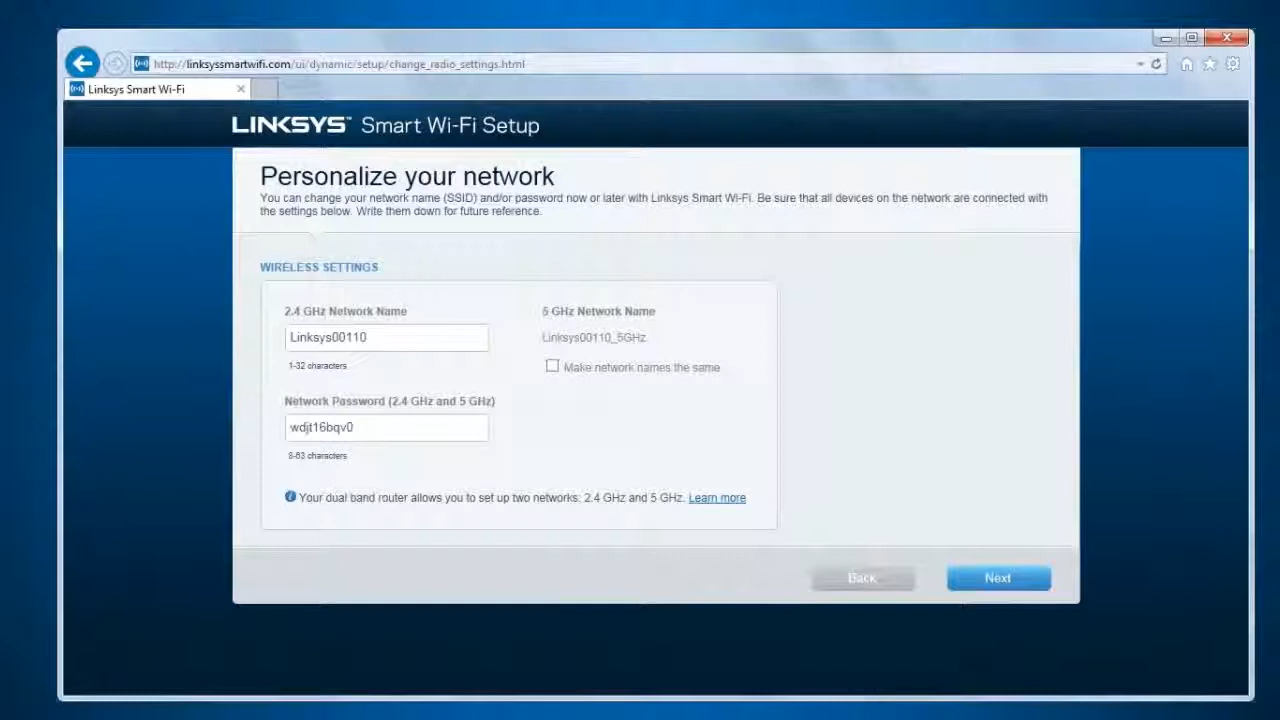 http://linksyssmartwifi.com/ui/dynamic/setup/change_radio_settings.html
Linksys Smart Wi-Fi
LINKSYS™ Smart Wi-Fi Setup
Personalize your network
You can change your network name (SSID) and/or password now or later with Linksys Smart Wi-Fi. Be sure that all devices on the network are connected with
the settings below. Write them down for future reference.
WIRELESS SETTINGS
2.4 GHz Network Name
5 GHz Network Name
Linksys00110
Linksys00110_5GHz
1-32 characters
Make network names the same
Network Password (2.4 GHz and 5 GHz)
wdjt16bqv0
8-63 characters
Your dual band router allows you to set up two networks: 2.4 GHz and 5 GHz. Learn more
Back
Next